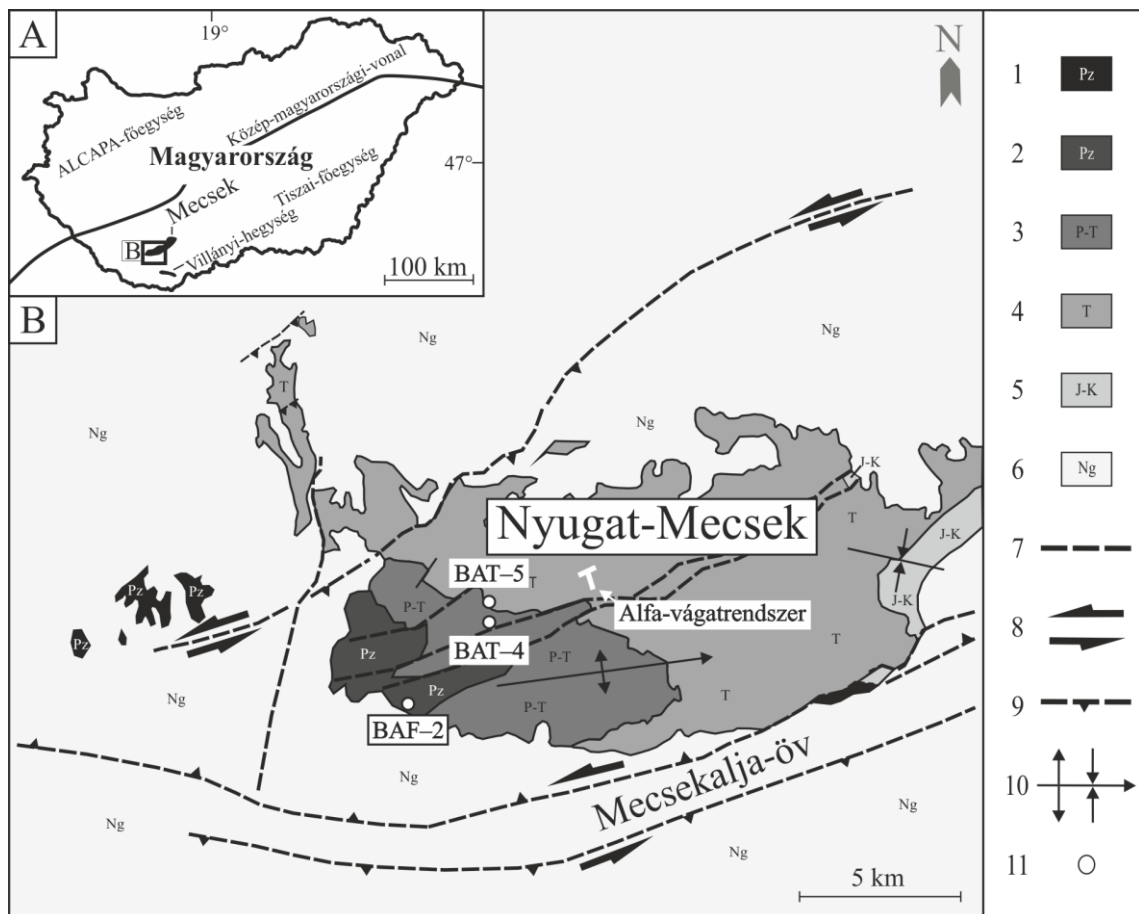 A
19°
47°
ALCAPA-főegység
Közép-magyarországi-vonal
Magyarország
Tiszai-főegység
Mecsek
B
Villányi-hegység
100 km
N
B
Ng
Ng
T
Ng
Ng
J-K
Nyugat-Mecsek
T
J-K
Pz
Pz
BAT–5
T
J-K
P-T
Alfa-vágatrendszer
Pz
Pz
BAT–4
P-T
T
Pz
Ng
P-T
T
BAF–2
Ng
Mecsekalja-öv
Ng
Ng
Ng
5 km
1 Pz
2 Pz
3 P-T
4 T
5 J-K
6 Ng
7
8
9
10
11